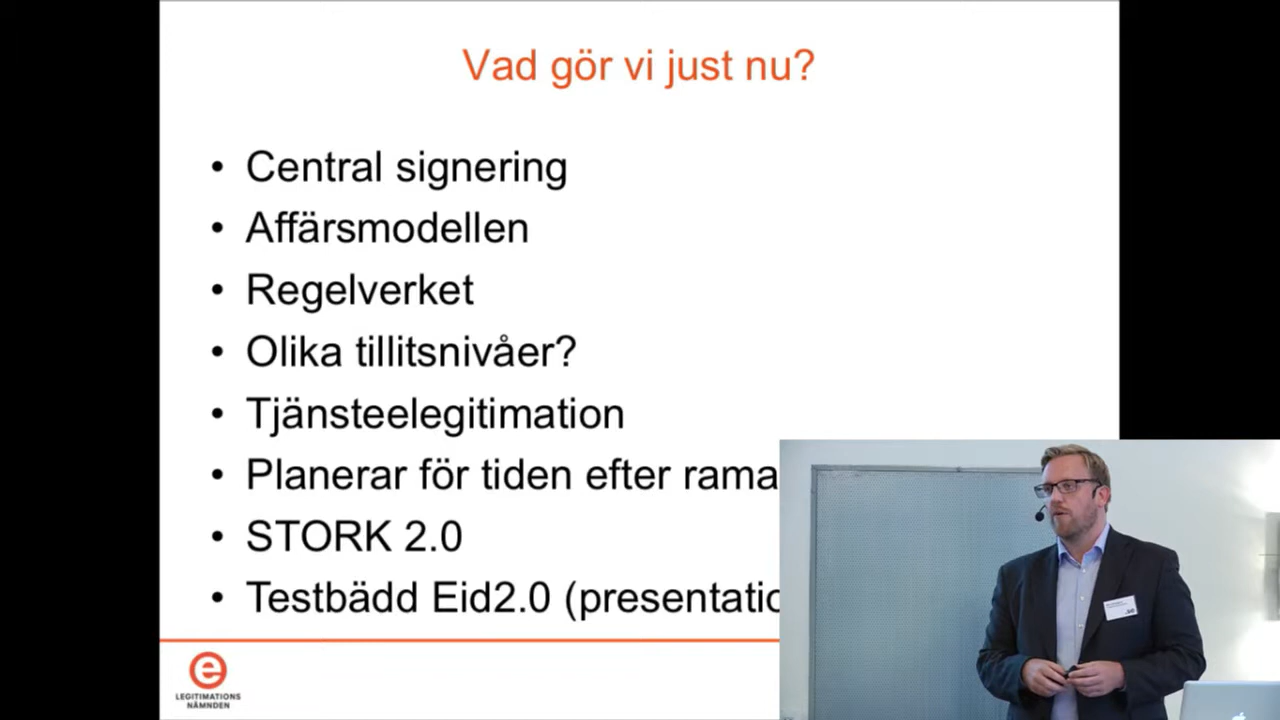 Vad gör vi just nu?
• Central signering
• Affärsmodellen
• Regelverket
• Olika tillitsnivåer?
• Tjänsteelegitimation
• Planerar för tiden efter rama
• STORK 2.0
• Testbädd Eid2.0 (presentatio
e
LEGITIMATIONS
NÄMNDEN